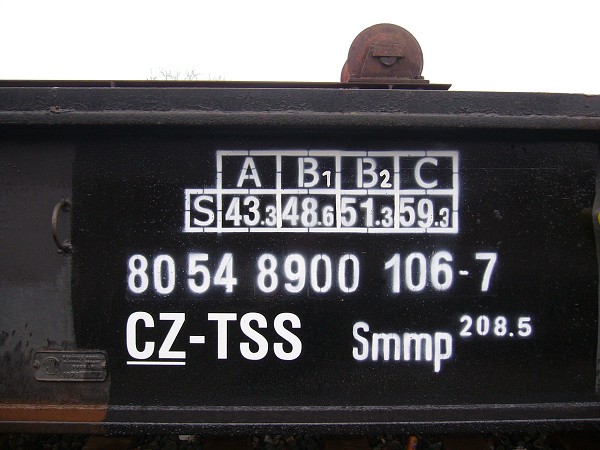 A B1 B2 C
S 43.3 48.6 51.3 59.3
80 54 8900 106-7
CZ-TSS Smmp 208.5